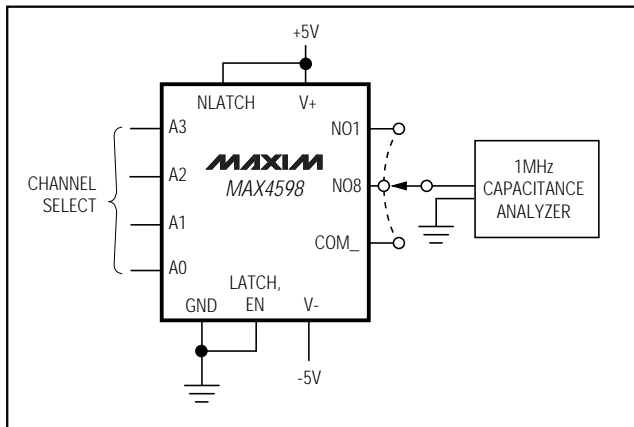 +5V
NLATCH
V+
A3
A2
A1
A0
CHANNEL
SELECT
MAXIM
MAX4598
NO1
NO8
COM_
1MHz
CAPACITANCE
ANALYZER
GND
LATCH,
EN
V-
-5V